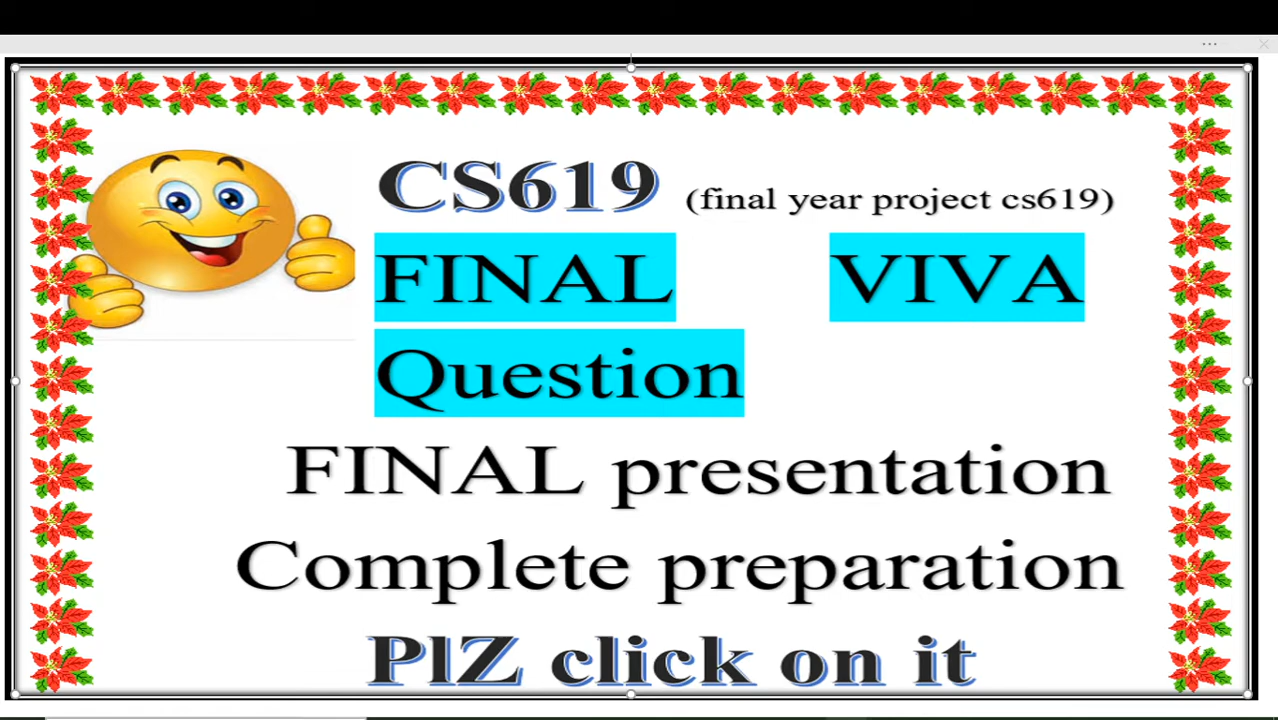 CS619 (final year project cs619)
FINAL VIVA
Question
FINAL presentation
Complete preparation
PlZ click on it